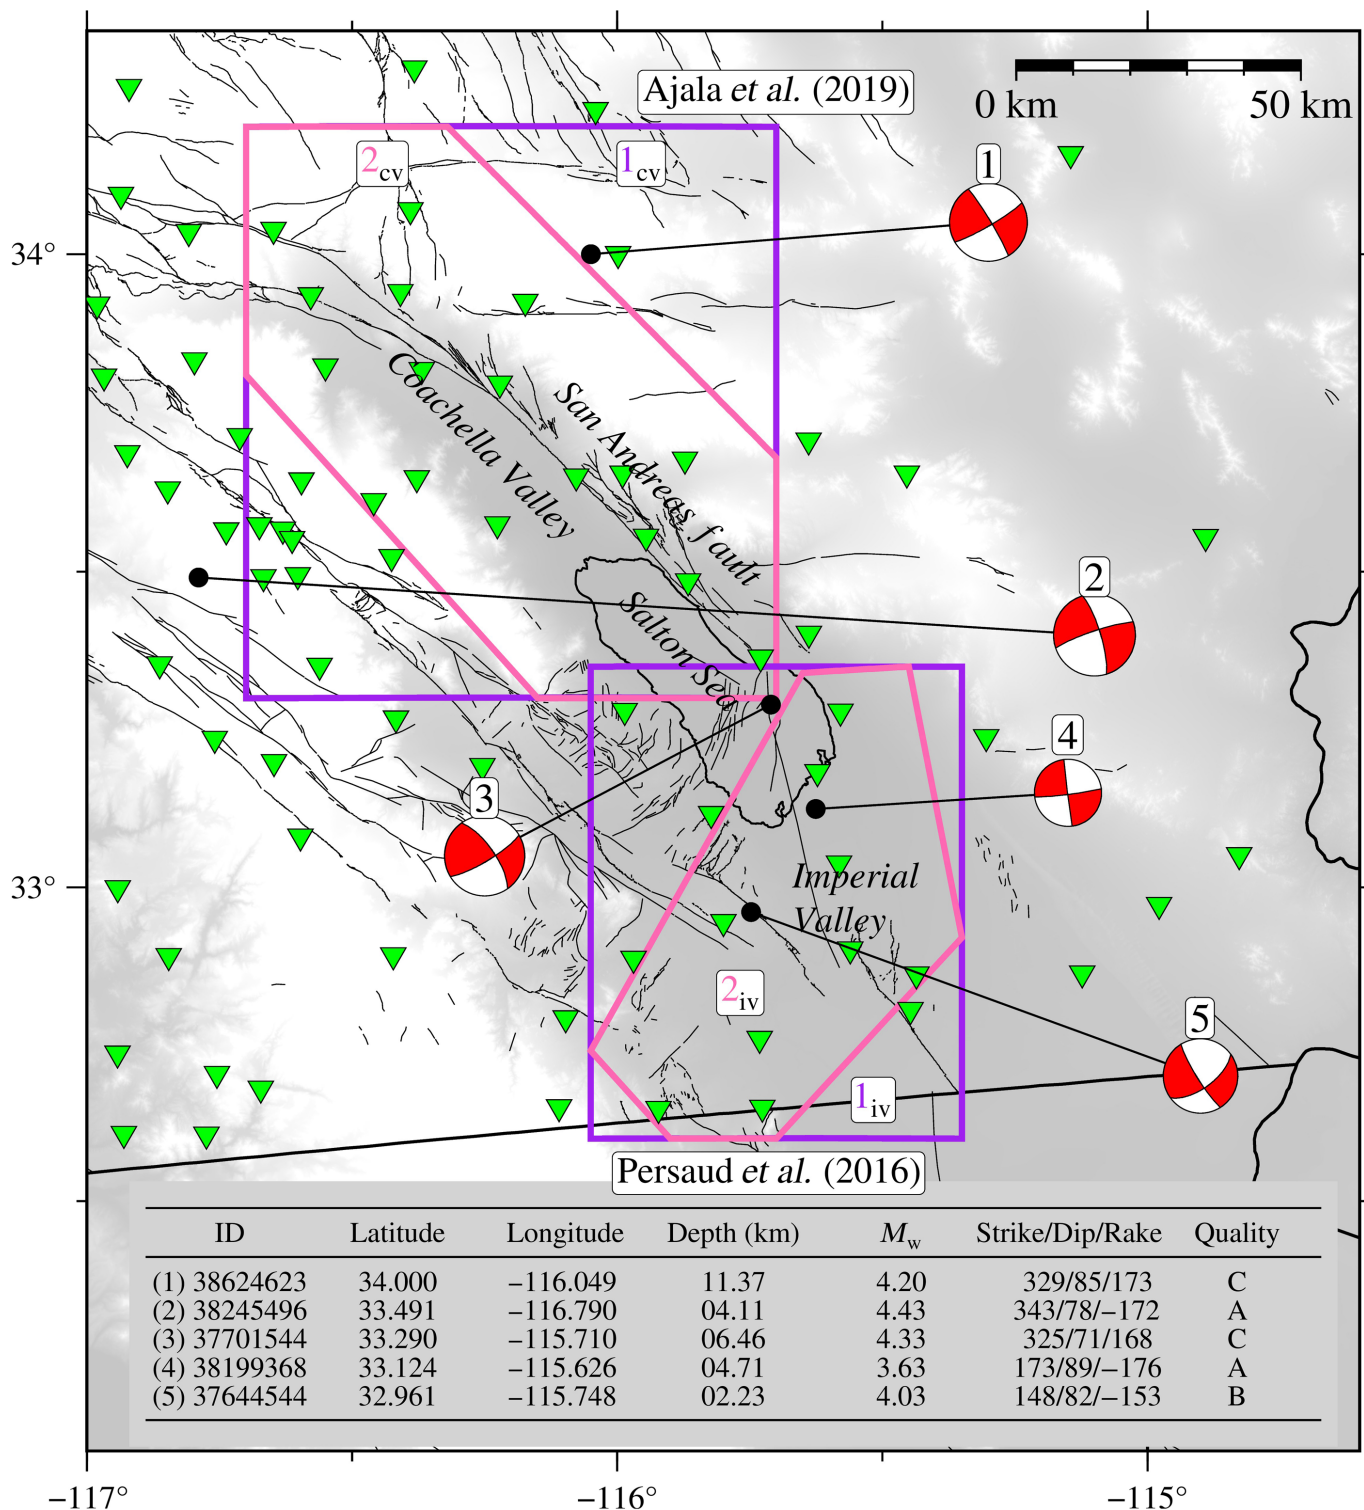 Ajala et al. (2019)
0 km 50 km
2cv
1cv
1
34°
Coachella Valley
San Andreas fault
2
Salton Sea
4
3
33°
Imperial
Valley
2iv
5
1iv
Persaud et al. (2016)
ID Latitude Longitude Depth (km) Mw Strike/Dip/Rake Quality
(1) 38624623 34.000 −116.049 11.37 4.20 329/85/173 C
(2) 38245496 33.491 −116.790 04.11 4.43 343/78/−172 A
(3) 37701544 33.290 −115.710 06.46 4.33 325/71/168 C
(4) 38199368 33.124 −115.626 04.71 3.63 173/89/−176 A
(5) 37644544 32.961 −115.748 02.23 4.03 148/82/−153 B
−117° −116° −115°